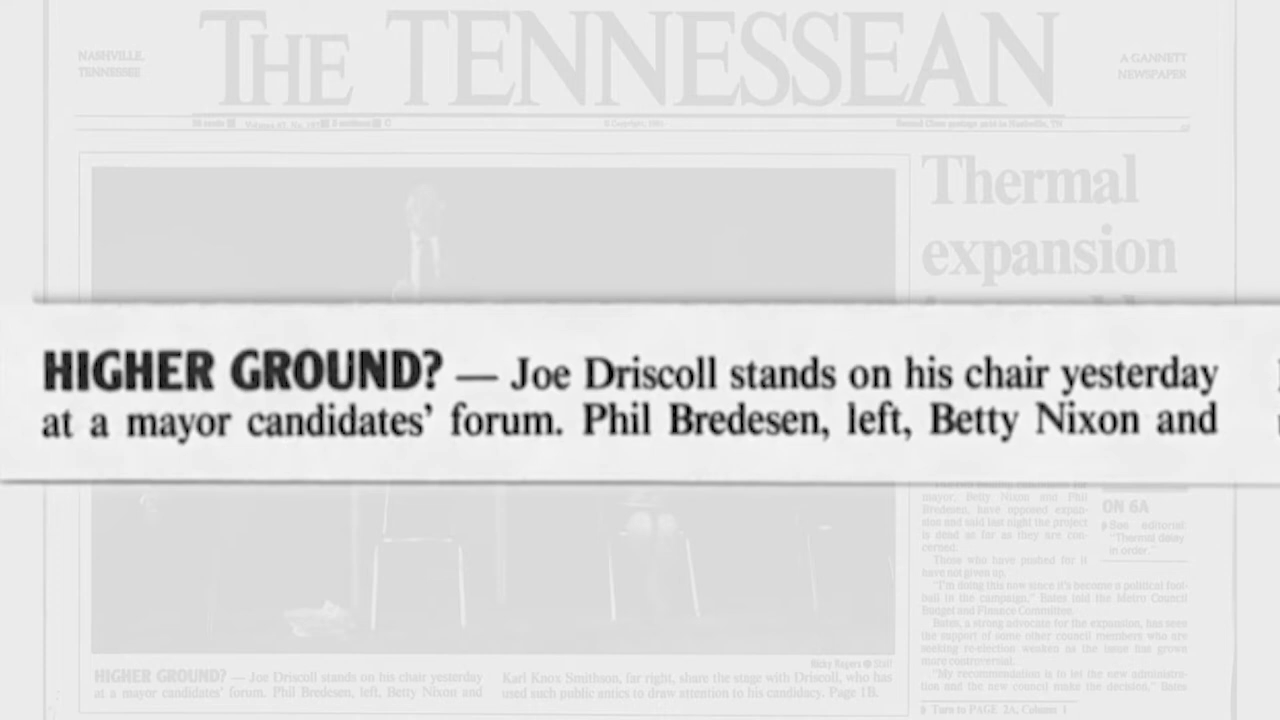 THE TENNESSEAN
NASHVILLE,
TENNESSEE
A GANNETT
NEWSPAPER
Second Class postage paid in Nashville, TN
Thermal
expansion
HIGHER GROUND? — Joe Driscoll stands on his chair yesterday
at a mayor candidates’ forum. Phil Bredesen, left, Betty Nixon and
mayor, Betty Nixon and Phil
Bredesen, have opposed expan-
sion and said last night the project
is dead as far as they are con-
cerned.
Those who have pushed for it
have not given up.
"I'm doing this now since it's become a political foot-
ball in the campaign," Bates told the Metro Council
Budget and Finance Committee.
Bates, a strong advocate for the expansion, has seen
the support of some other council members who are
seeking re-election weaken as the issue has grown
more controversial.
"My recommendation is to let the new administra-
tion and the new council make the decision," Bates
Turn to PAGE 2A, Column 1
ON 6A
See editorial:
"Thermal delay
in order."
Ricky Rogers Staff
HIGHER GROUND? — Joe Driscoll stands on his chair yesterday
at a mayor candidates’ forum. Phil Bredesen, left, Betty Nixon and
Karl Knox Smithson, far right, share the stage with Driscoll, who has
used such public antics to draw attention to his candidacy. Page 1B.